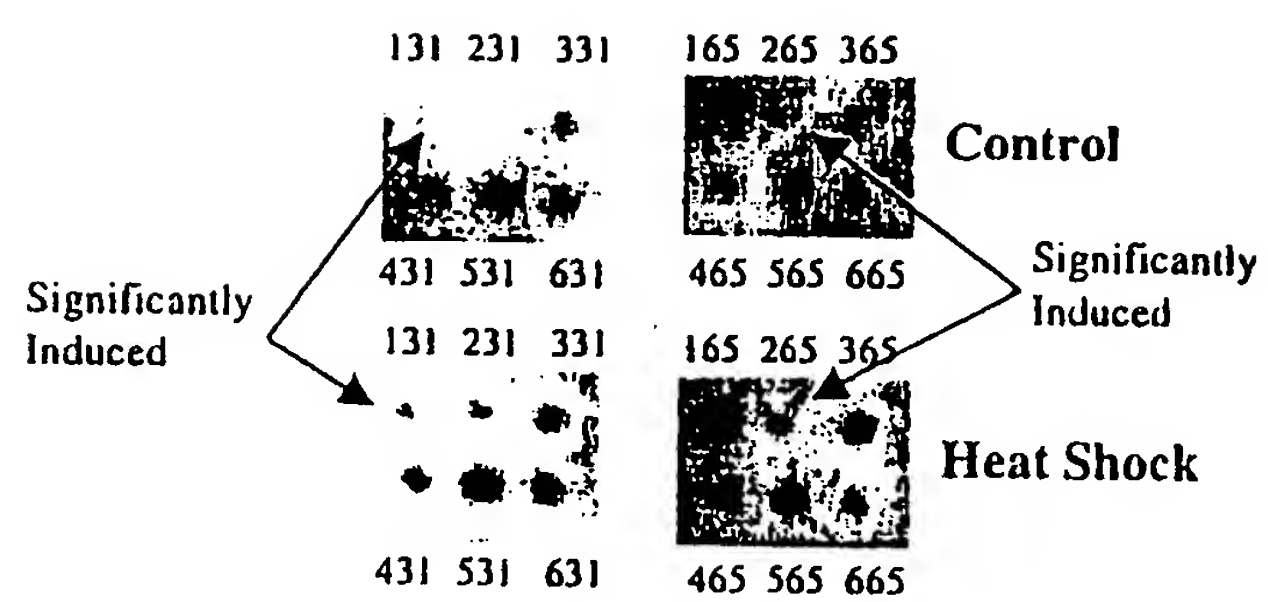 131 231 331
165 265 365
Control
431 531 631
465 565 665
Significantly
Induced
Significantly
Induced
131 231 331
165 265 365
Heat Shock
431 531 631
465 565 665